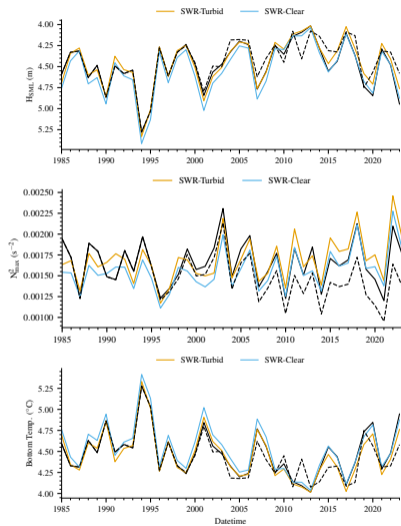 SWR-Turbid SWR-Clear
4.00
4.25
4.50
4.75
5.00
5.25
H_SML (m)
1985 1990 1995 2000 2005 2010 2015 2020
SWR-Turbid SWR-Clear
0.00250
0.00225
0.00200
0.00175
0.00150
0.00125
0.00100
N²max (s⁻²)
1985 1990 1995 2000 2005 2010 2015 2020
SWR-Turbid SWR-Clear
5.25
5.00
4.75
4.50
4.25
4.00
Bottom Temp. (°C)
1985 1990 1995 2000 2005 2010 2015 2020
Datetime